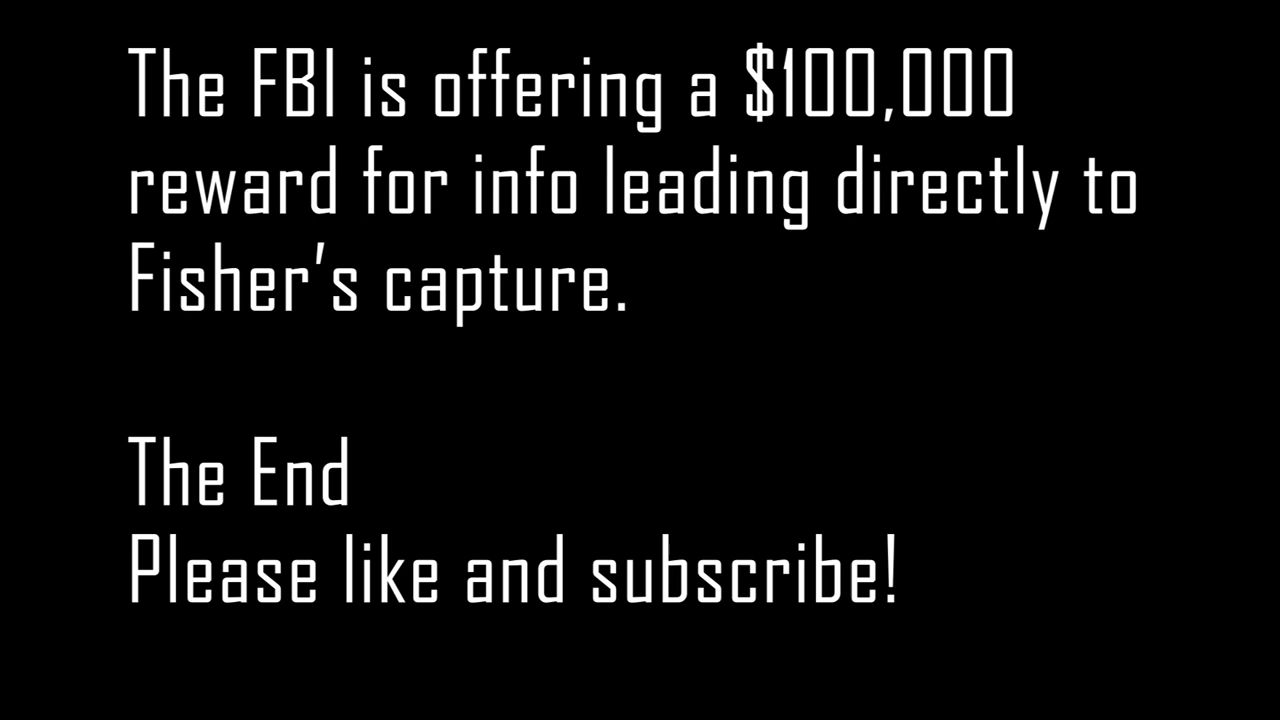 The FBI is offering a $100,000
reward for info leading directly to
Fisher's capture.
The End
Please like and subscribe!